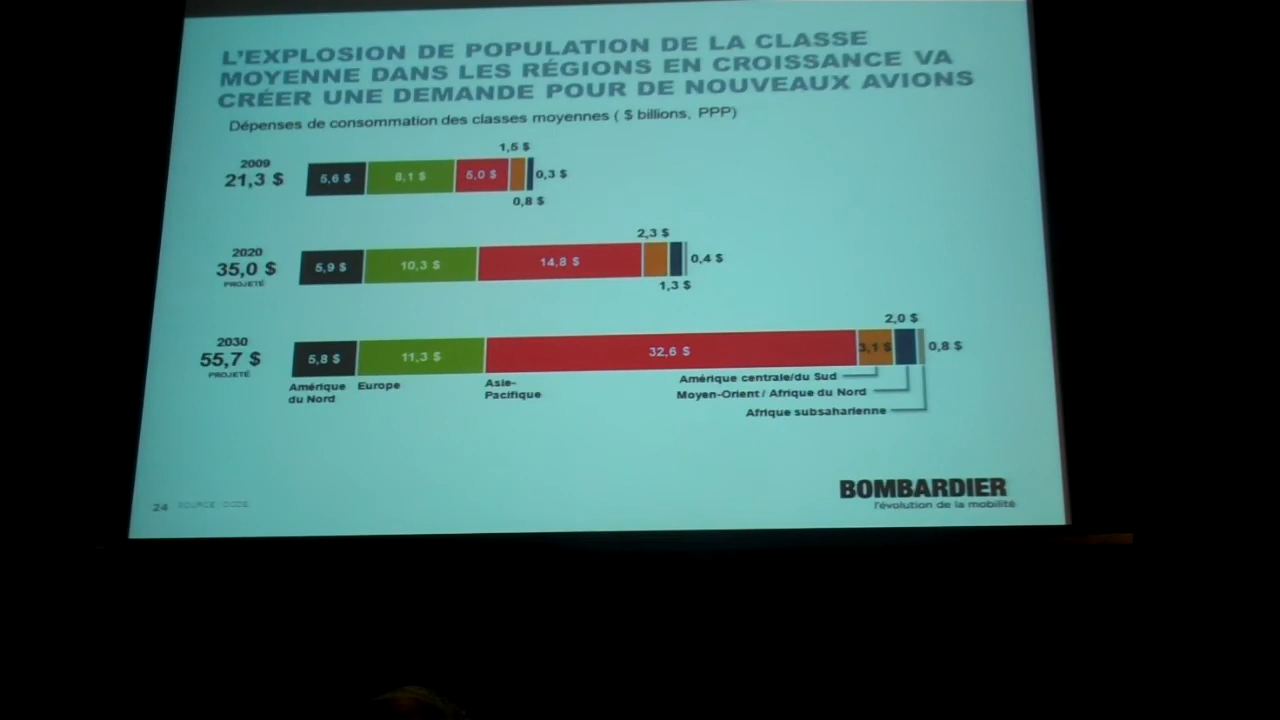 L'EXPLOSION DE POPULATION DE LA CLASSE
MOYENNE DANS LES RÉGIONS EN CROISSANCE VA
CRÉER UNE DEMANDE POUR DE NOUVEAUX AVIONS
Dépenses de consommation des classes moyennes ( $ billions, PPP)
1,5 $
2009
21,3 $
5,6 $ 8,1 $ 5,0 $ 0,3 $
0,8 $
2,3 $
2020
35,0 $
PROJETÉ
5,9 $ 10,3 $ 14,8 $ 0,4 $
1,3 $
2,0 $
2030
55,7 $
PROJETÉ
5,8 $ 11,3 $ 32,6 $ 3,1 $ 0,8 $
Amérique
du Nord
Europe
Asie-
Pacifique
Amérique centrale/du Sud
Moyen-Orient / Afrique du Nord
Afrique subsaharienne
BOMBARDIER
l'évolution de la mobilité
24 SOURCE : OCDE